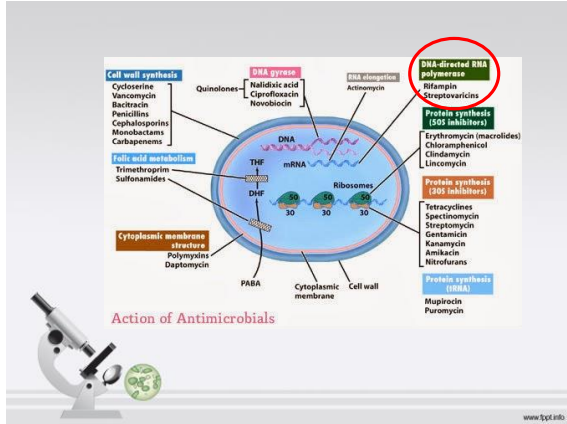 Cell wall synthesis
Cycloserine
Vancomycin
Bacitracin
Penicillins
Cephalosporins
Monobactams
Carbapenems
Folic acid metabolism
Trimethroprim
Sulfonamides
Cytoplasmic membrane
structure
Polymyxins
Daptomycin
DNA gyrase
Quinolones
Nalidixic acid
Ciprofloxacin
Novobiocin
RNA elongation
Actinomycin
DNA-directed RNA
polymerase
Rifampin
Streptovaricins
Protein synthesis
(50S inhibitors)
Erythromycin (macrolides)
Chloramphenicol
Clindamycin
Lincomycin
Protein synthesis
(30S inhibitors)
Tetracyclines
Spectinomycin
Streptomycin
Gentamicin
Kanamycin
Amikacin
Nitrofurans
Protein synthesis
(tRNA)
Mupirocin
Puromycin
DNA
THF
mRNA
DHF
Ribosomes
50 50 50
30 30 30
PABA
Cytoplasmic
membrane
Cell wall
Action of Antimicrobials
www.fppt.info